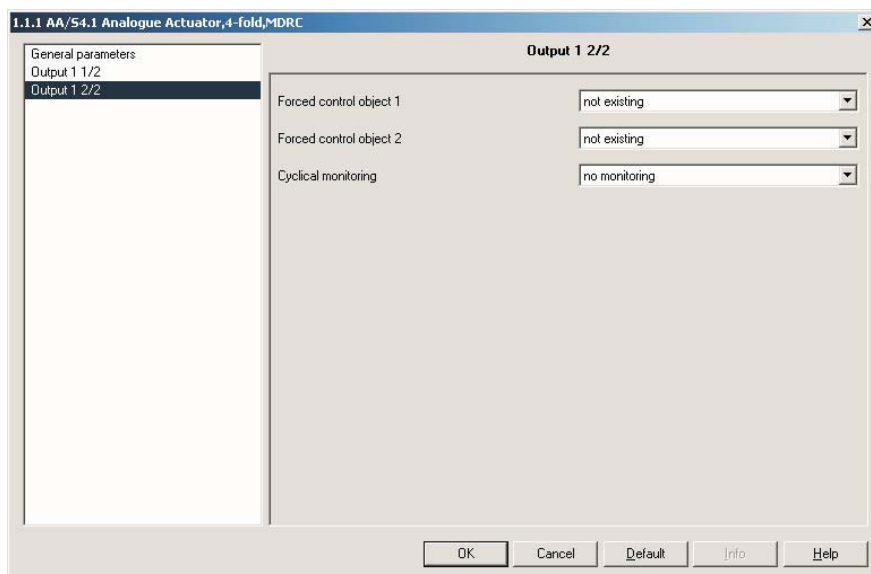 1.1.1 AA/S4.1 Analogue Actuator,4-fold,MDRC
General parameters
Output 1 1/2
Output 1 2/2
Output 1 2/2
Forced control object 1
not existing
Forced control object 2
not existing
Cyclical monitoring
no monitoring
OK
Cancel
Default
Info
Help